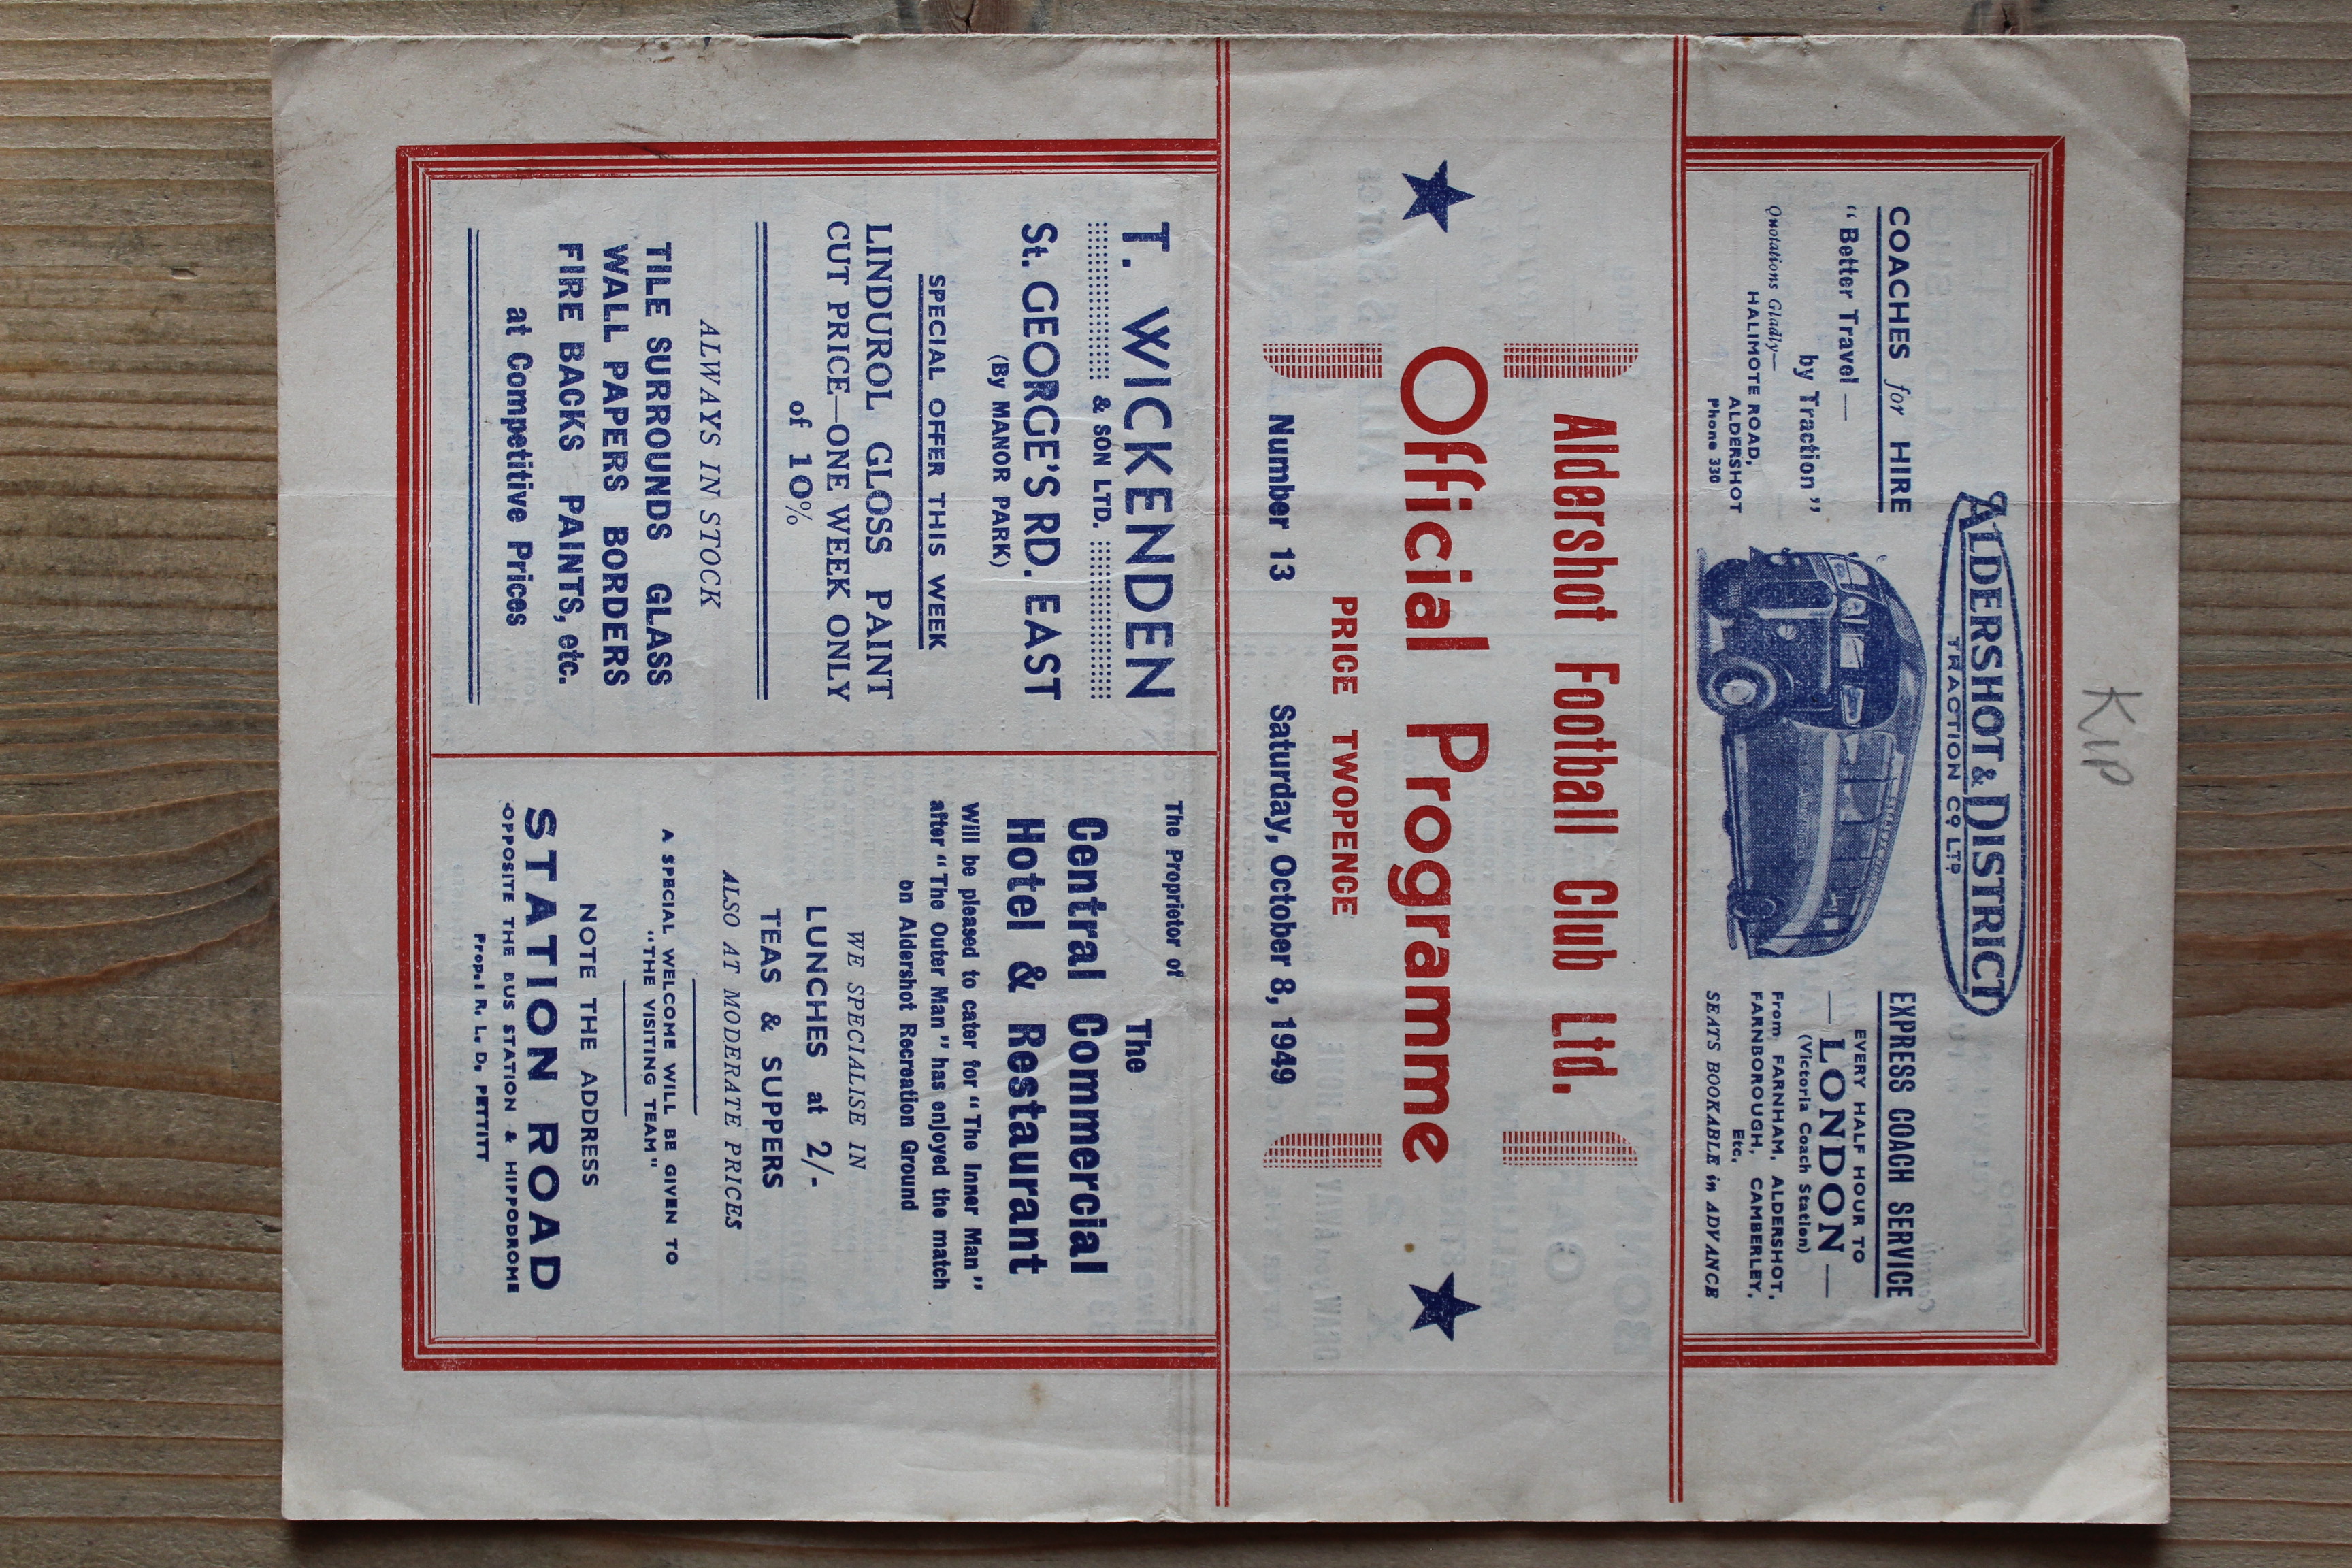 Kip
ALDERSHOT & DISTRICT
TRACTION CO LTD
COACHES for HIRE
"Better Travel —
by Traction"
Quotations Gladly—
HALIMOTE ROAD,
ALDERSHOT
Phone 330
EXPRESS COACH SERVICE
EVERY HALF HOUR TO
— LONDON —
(Victoria Coach Station)
From FARNHAM, ALDERSHOT,
FARNBOROUGH, CAMBERLEY,
Etc.
SEATS BOOKABLE in ADVANCE
Aldershot Football Club Ltd.
Official Programme
PRICE TWOPENCE
Number 13 Saturday, October 8, 1949
T. WICKENDEN
& SON LTD.
St. GEORGE'S RD. EAST
(By MANOR PARK)
SPECIAL OFFER THIS WEEK
LINDUROL GLOSS PAINT
CUT PRICE—ONE WEEK ONLY
of 10%
ALWAYS IN STOCK
TILE SURROUNDS GLASS
WALL PAPERS BORDERS
FIRE BACKS PAINTS, etc.
at Competitive Prices
The Proprietor of
The
Central Commercial
Hotel & Restaurant
Will be pleased to cater for "The Inner Man"
after "The Outer Man" has enjoyed the match
on Aldershot Recreation Ground
WE SPECIALISE IN
LUNCHES at 2/-
TEAS & SUPPERS
ALSO AT MODERATE PRICES
A SPECIAL WELCOME WILL BE GIVEN TO
"THE VISITING TEAM"
NOTE THE ADDRESS
STATION ROAD
OPPOSITE THE BUS STATION & HIPPODROME
Prop.: R. L. D. PETTITT